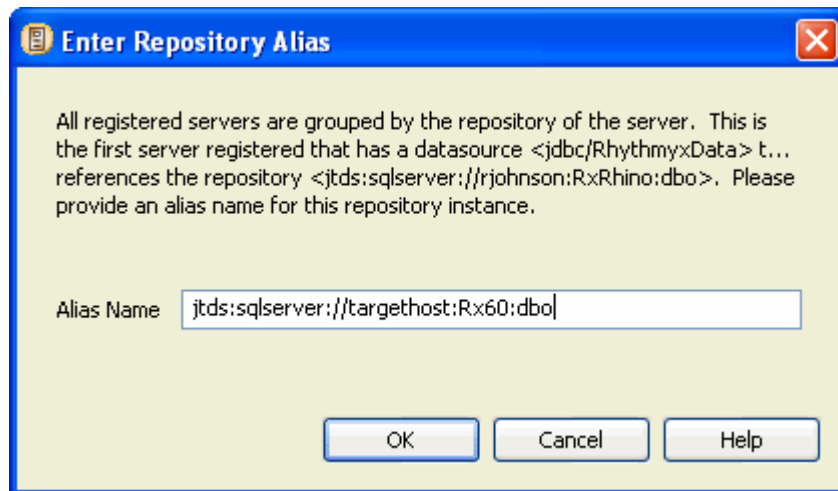 Enter Repository Alias
All registered servers are grouped by the repository of the server. This is
the first server registered that has a datasource <jdbc/RhythmyxData> t...
references the repository <jtds:sqlserver://rjohnson:RxRhino:dbo>. Please
provide an alias name for this repository instance.
Alias Name jtds:sqlserver://targethost:Rx60:dbo
OK Cancel Help